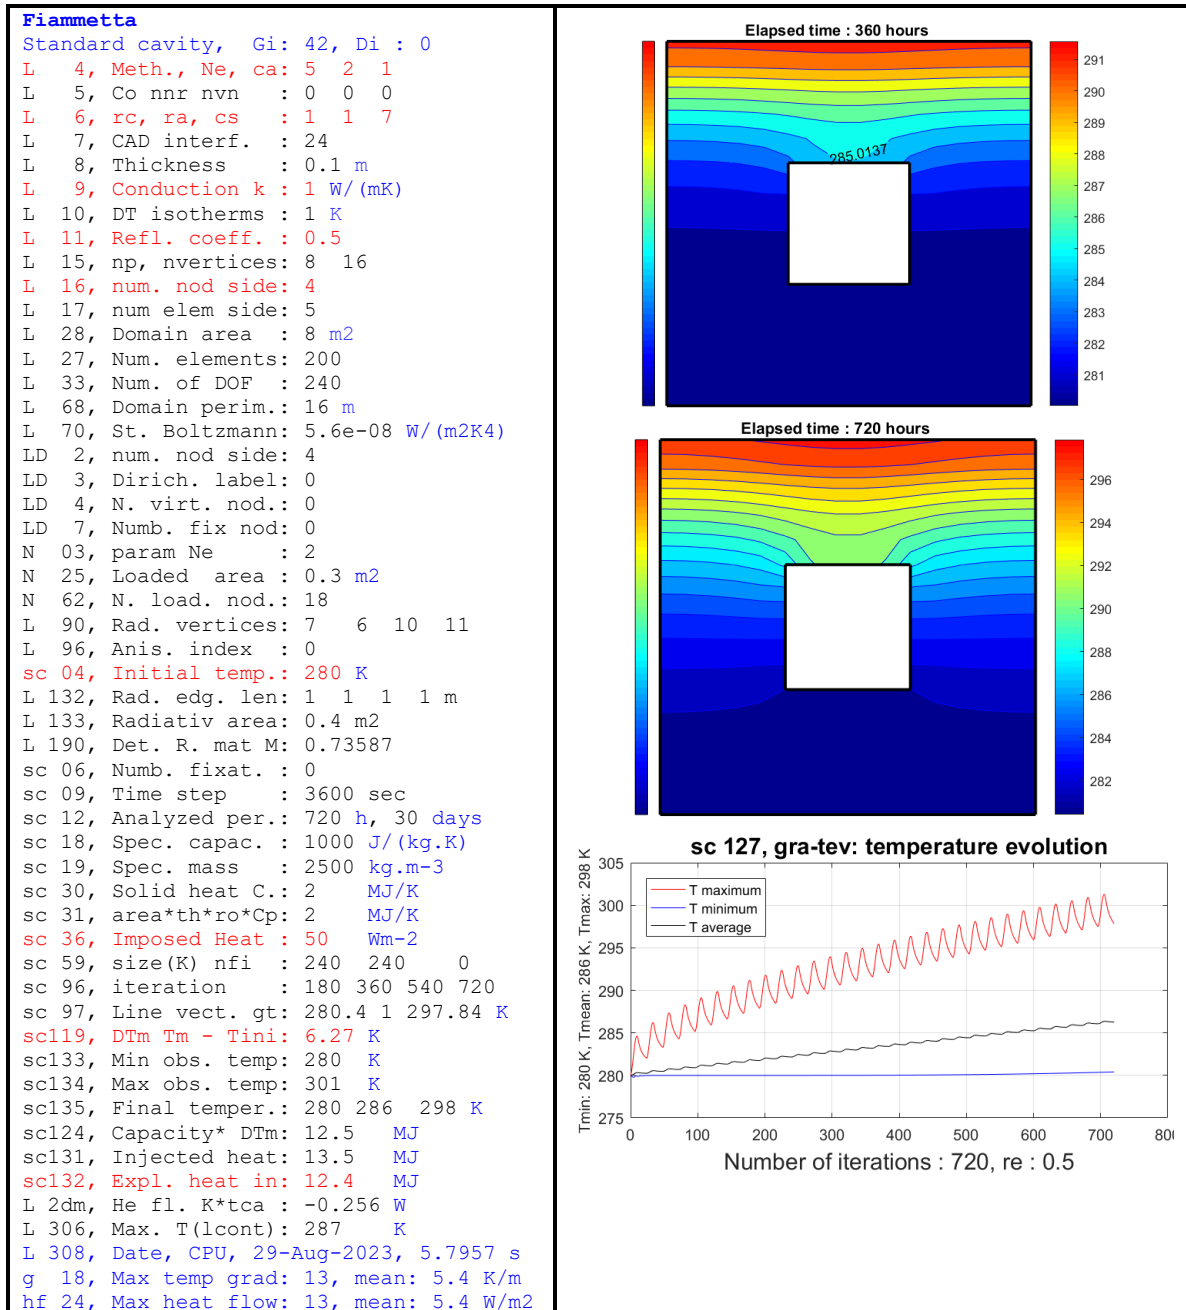 Fiammetta
Standard cavity,  Gi: 42, Di : 0
L   4, Meth., Ne, ca: 5  2  1
L   5, Co nnr nvn   : 0  0  0
L   6, rc, ra, cs   : 1  1  7
L   7, CAD interf.  : 24
L   8, Thickness    : 0.1 m
L   9, Conduction k : 1 W/(mK)
L  10, DT isotherms : 1 K
L  11, Refl. coeff. : 0.5
L  15, np, nvertices: 8  16
L  16, num. nod side: 4
L  17, num elem side: 5
L  28, Domain area  : 8 m2
L  27, Num. elements: 200
L  33, Num. of DOF  : 240
L  68, Domain perim.: 16 m
L  70, St. Boltzmann: 5.6e-08 W/(m2K4)
LD  2, num. nod side: 4
LD  3, Dirich. label: 0
LD  4, N. virt. nod.: 0
LD  7, Numb. fix nod: 0
N  03, param Ne     : 2
N  25, Loaded  area : 0.3 m2
N  62, N. load. nod.: 18
L  90, Rad. vertices: 7   6  10  11
L  96, Anis. index  : 0
sc 04, Initial temp.: 280 K
L 132, Rad. edg. len: 1  1  1  1 m
L 133, Radiativ area: 0.4 m2
L 190, Det. R. mat M: 0.73587
sc 06, Numb. fixat. : 0
sc 09, Time step    : 3600 sec
sc 12, Analyzed per.: 720 h, 30 days
sc 18, Spec. capac. : 1000 J/(kg.K)
sc 19, Spec. mass   : 2500 kg.m-3
sc 30, Solid heat C.: 2    MJ/K
sc 31, area*th*ro*Cp: 2    MJ/K
sc 36, Imposed Heat : 50   Wm-2
sc 59, size(K) nfi  : 240  240    0
sc 96, iteration    : 180 360 540 720
sc 97, Line vect. gt: 280.4 1 297.84 K
sc119, DTm Tm - Tini: 6.27 K
sc133, Min obs. temp: 280  K
sc134, Max obs. temp: 301  K
sc135, Final temper.: 280 286  298 K
sc124, Capacity* DTm: 12.5   MJ
sc131, Injected heat: 13.5   MJ
sc132, Expl. heat in: 12.4   MJ
L 2dm, He fl. K*tca : -0.256 W
L 306, Max. T(lcont): 287    K
L 308, Date, CPU, 29-Aug-2023, 5.7957 s
g  18, Max temp grad: 13, mean: 5.4 K/m
hf 24, Max heat flow: 13, mean: 5.4 W/m2
Elapsed time : 360 hours
291
290
289
288
287
286
285
284
283
282
281
285.0137
Elapsed time : 720 hours
296
294
292
290
288
286
284
282
sc 127, gra-tev: temperature evolution
Tmin: 280 K, Tmean: 286 K, Tmax: 298 K
305
300
295
290
285
280
275
T maximum
T minimum
T average
0 100 200 300 400 500 600 700 800
Number of iterations : 720, re : 0.5